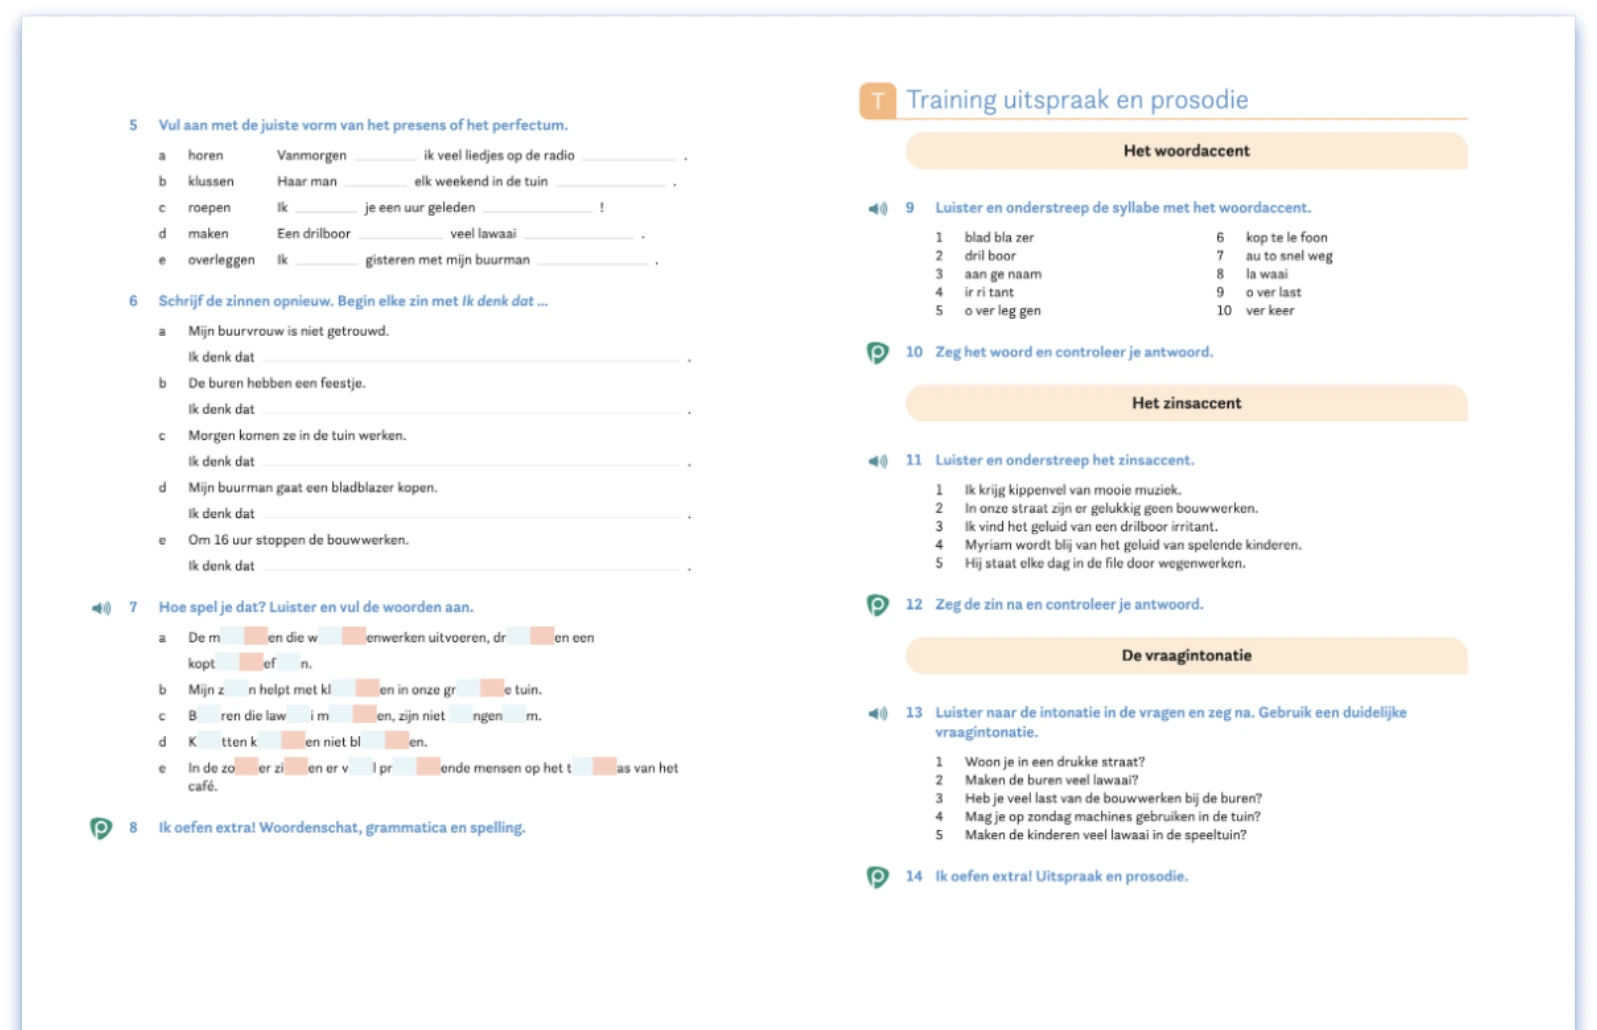 5 Vul aan met de juiste vorm van het presens of het perfectum.
a horen Vanmorgen ________ ik veel liedjes op de radio ____________ .
b klussen Haar man ________ elk weekend in de tuin ______________ .
c roepen Ik ________ je een uur geleden ______________ !
d maken Een drilboor ___________ veel lawaai ______________ .
e overleggen Ik ________ gisteren met mijn buurman ______________ .
6 Schrijf de zinnen opnieuw. Begin elke zin met Ik denk dat ...
a Mijn buurvrouw is niet getrouwd.
Ik denk dat ______________ .
b De buren hebben een feestje.
Ik denk dat ______________ .
c Morgen komen ze in de tuin werken.
Ik denk dat ______________ .
d Mijn buurman gaat een bladblazer kopen.
Ik denk dat ______________ .
e Om 16 uur stoppen de bouwwerken.
Ik denk dat ______________ .
7 Hoe spel je dat? Luister en vul de woorden aan.
a De m en die w enwerken uitvoeren, dr en een
kopt ef n.
b Mijn z n helpt met kl en in onze gr e tuin.
c B ren die law i m en, zijn niet ngen m.
d K tten k en niet bl en.
e In de zo er zi en er v l pr ende mensen op het t as van het
café.
8 Ik oefen extra! Woordenschat, grammatica en spelling.
T Training uitspraak en prosodie
Het woordaccent
9 Luister en onderstreep de syllabe met het woordaccent.
1 blad bla zer 6 kop te le foon
2 dril boor 7 au to snel weg
3 aan ge naam 8 la waai
4 ir ri tant 9 o ver last
5 o ver leg gen 10 ver keer
10 Zeg het woord en controleer je antwoord.
Het zinsaccent
11 Luister en onderstreep het zinsaccent.
1 Ik krijg kippenvel van mooie muziek.
2 In onze straat zijn er gelukkig geen bouwwerken.
3 Ik vind het geluid van een drilboor irritant.
4 Myriam wordt blij van het geluid van spelende kinderen.
5 Hij staat elke dag in de file door wegenwerken.
12 Zeg de zin na en controleer je antwoord.
De vraagintonatie
13 Luister naar de intonatie in de vragen en zeg na. Gebruik een duidelijke
vraagintonatie.
1 Woon je in een drukke straat?
2 Maken de buren veel lawaai?
3 Heb je veel last van de bouwwerken bij de buren?
4 Mag je op zondag machines gebruiken in de tuin?
5 Maken de kinderen veel lawaai in de speeltuin?
14 Ik oefen extra! Uitspraak en prosodie.